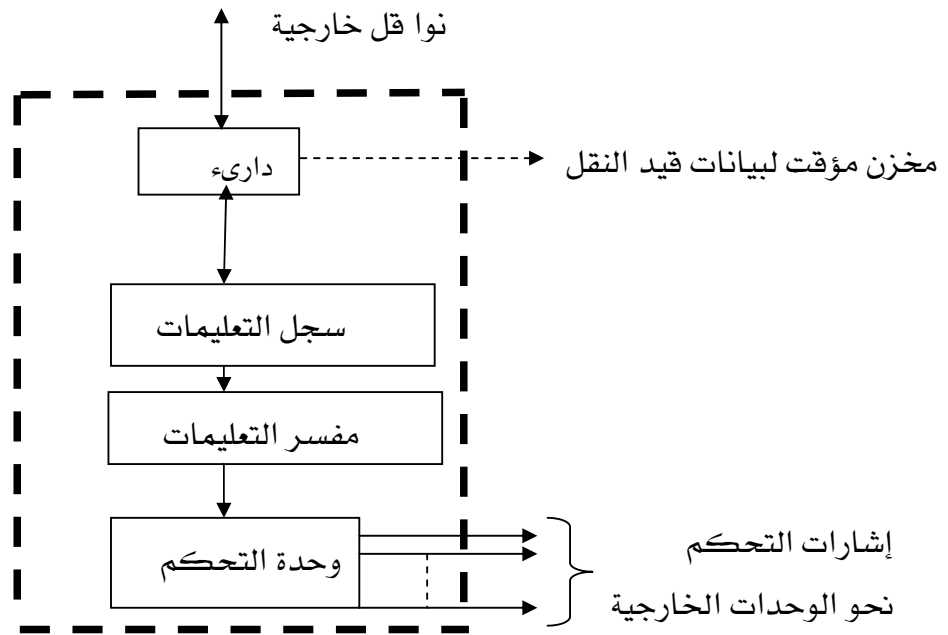 نوا قل خارجية
دارىء
مخزن مؤقت لبيانات قيد النقل
سجل التعليمات
مفسر التعليمات
وحدة التحكم
إشارات التحكم
نحو الوحدات الخارجية